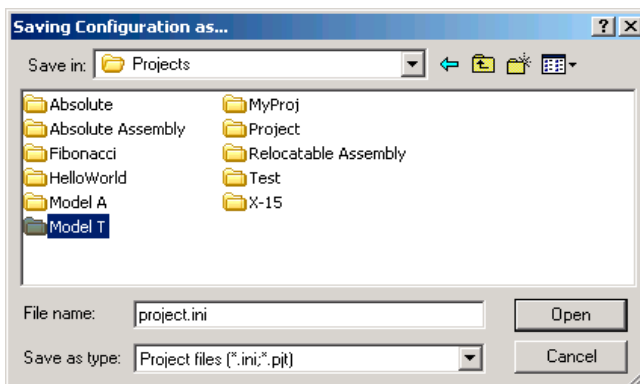 Saving Configuration as...
Save in: Projects
Absolute MyProj
Absolute Assembly Project
Fibonacci Relocatable Assembly
HelloWorld Test
Model A X-15
Model T
File name: project.ini Open
Save as type: Project files (*.ini;*.pjt) Cancel